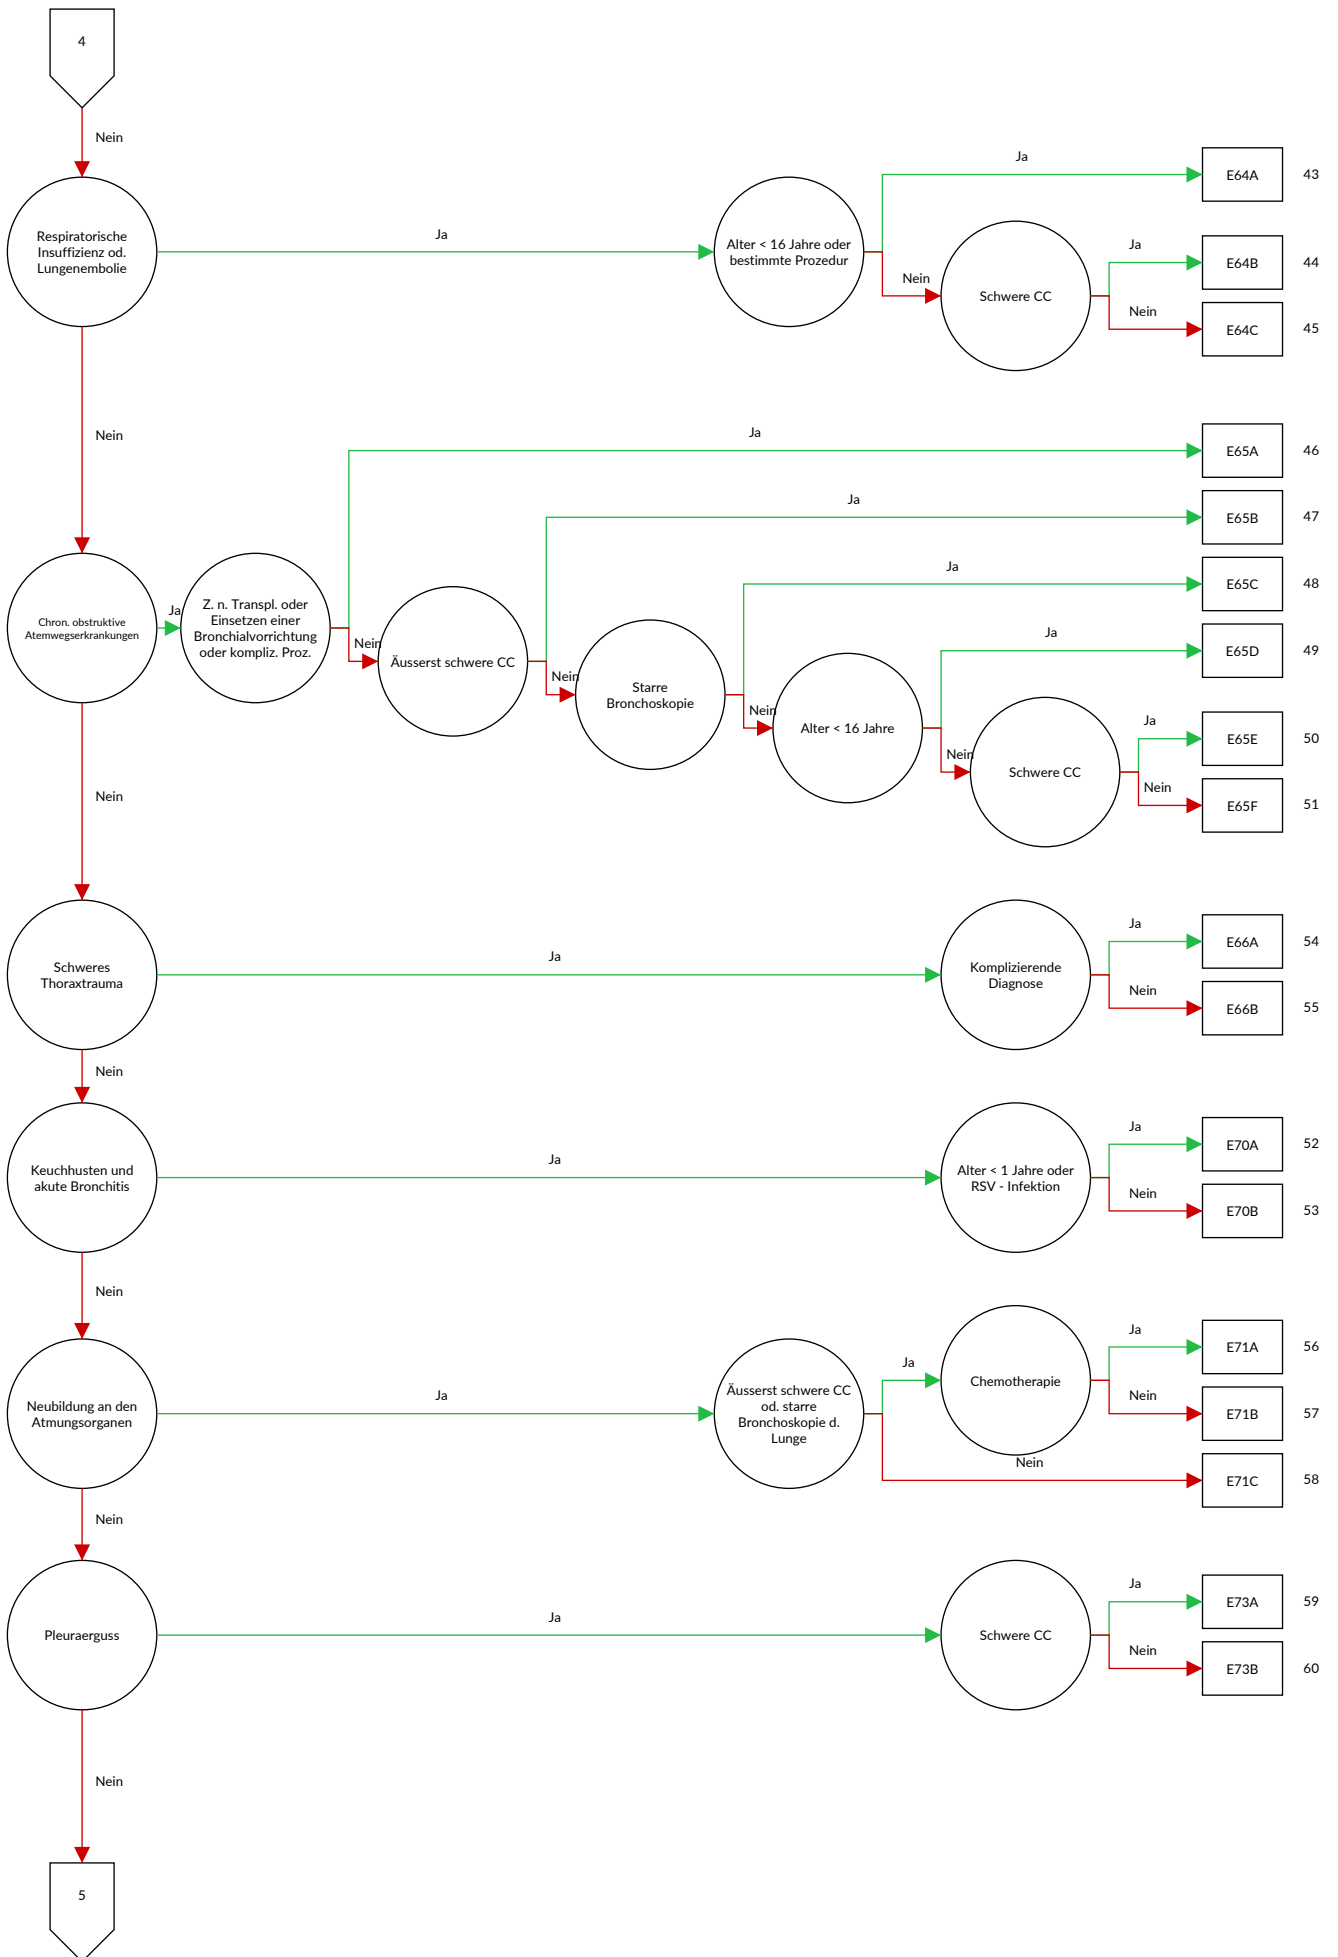 4
Nein
Ja
E64A
43
Respiratorische
Insuffizienz od.
Lungenembolie
Ja
Alter < 16 Jahre oder
bestimmte Prozedur
Nein
Schwere CC
Ja
E64B
44
Nein
E64C
45
Nein
Ja
E65A
46
Ja
E65B
47
Ja
E65C
48
Chron. obstruktive
Atemwegserkrankungen
Ja
Z. n. Transpl. oder
Einsetzen einer
Bronchialvorrichtung
oder kompliz. Proz.
Nein
Äusserst schwere CC
Nein
Starre
Bronchoskopie
Nein
Alter < 16 Jahre
Ja
E65D
49
Nein
Schwere CC
Ja
E65E
50
Nein
E65F
51
Nein
Schweres
Thoraxtrauma
Ja
Komplizierende
Diagnose
Ja
E66A
54
Nein
E66B
55
Nein
Keuchhusten und
akute Bronchitis
Ja
Alter < 1 Jahre oder
RSV - Infektion
Ja
E70A
52
Nein
E70B
53
Nein
Neubildung an den
Atmungsorganen
Ja
Äusserst schwere CC
od. starre
Bronchoskopie d.
Lunge
Ja
Chemotherapie
Ja
E71A
56
Nein
E71B
57
Nein
E71C
58
Nein
Pleuraerguss
Ja
Schwere CC
Ja
E73A
59
Nein
E73B
60
Nein
5